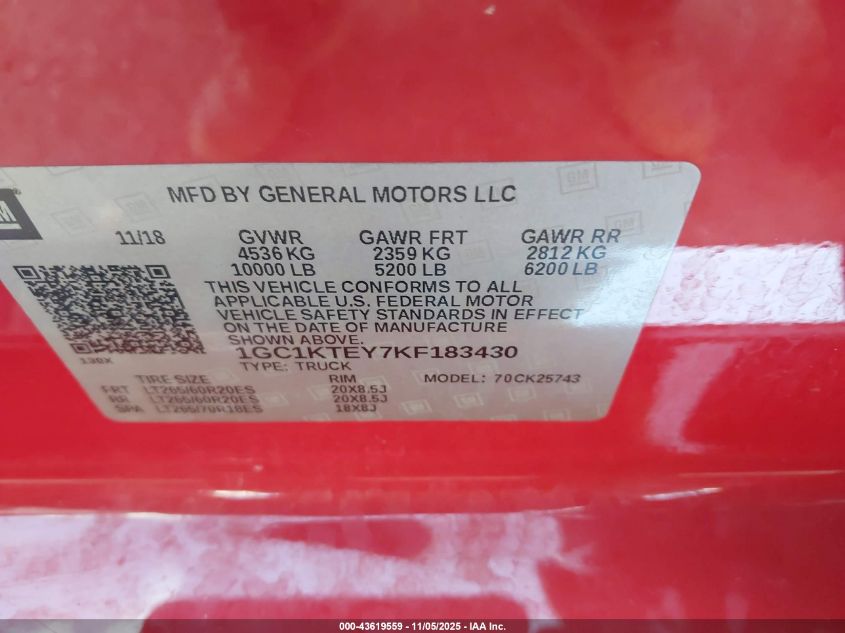 MFD BY GENERAL MOTORS LLC
11/18 GVWR GAWR FRT GAWR RR
4536 KG 2359 KG 2812 KG
10000 LB 5200 LB 6200 LB
THIS VEHICLE CONFORMS TO ALL
APPLICABLE U.S. FEDERAL MOTOR
VEHICLE SAFETY STANDARDS IN EFFECT
ON THE DATE OF MANUFACTURE
SHOWN ABOVE.
1GC1KTEY7KF183430
TYPE: TRUCK
TIRE SIZE RIM MODEL: 70CK25743
FRT LT265/60R20ES 20X8.5J
RR LT265/60R20ES 20X8.5J
SPA LT265/70R18ES 18X8J
000-43619559 - 11/05/2025 - IAA Inc.